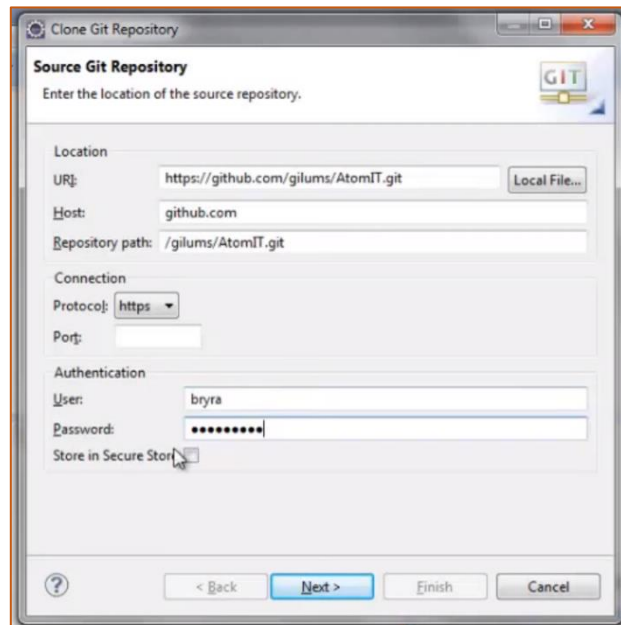 Clone Git Repository
Source Git Repository
GIT
Enter the location of the source repository.
Location
URI: https://github.com/gilums/AtomIT.git Local File...
Host: github.com
Repository path: /gilums/AtomIT.git
Connection
Protocol: https
Port:
Authentication
User: bryra
Password: ●●●●●●●●●
Store in Secure Stor
? < Back Next > Finish Cancel